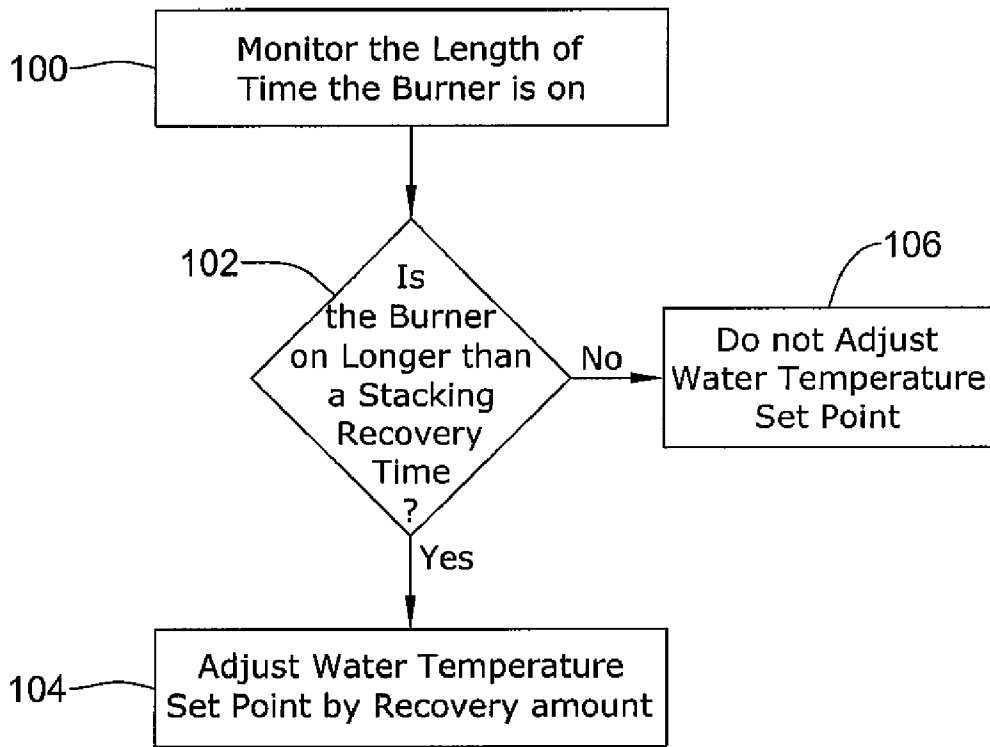 100
Monitor the Length of
Time the Burner is on
102
Is
the Burner
on Longer than
a Stacking
Recovery
Time
?
No
106
Do not Adjust
Water Temperature
Set Point
Yes
104
Adjust Water Temperature
Set Point by Recovery amount